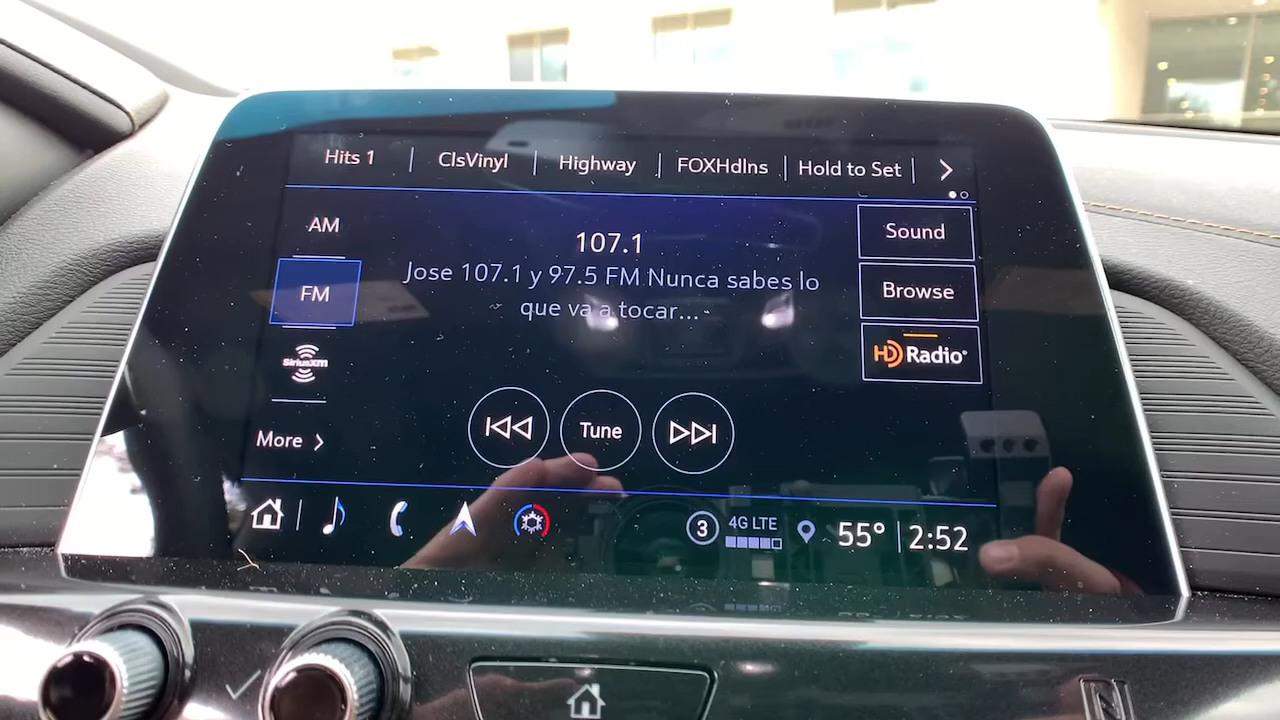 Hits 1 ClsVinyl Highway FOXHdlns Hold to Set
AM
107.1
Sound
Jose 107.1 y 97.5 FM Nunca sabes lo
que va a tocar...
FM
Browse
SiriusXM
HD Radio
More
Tune
3 4G LTE 55° 2:52